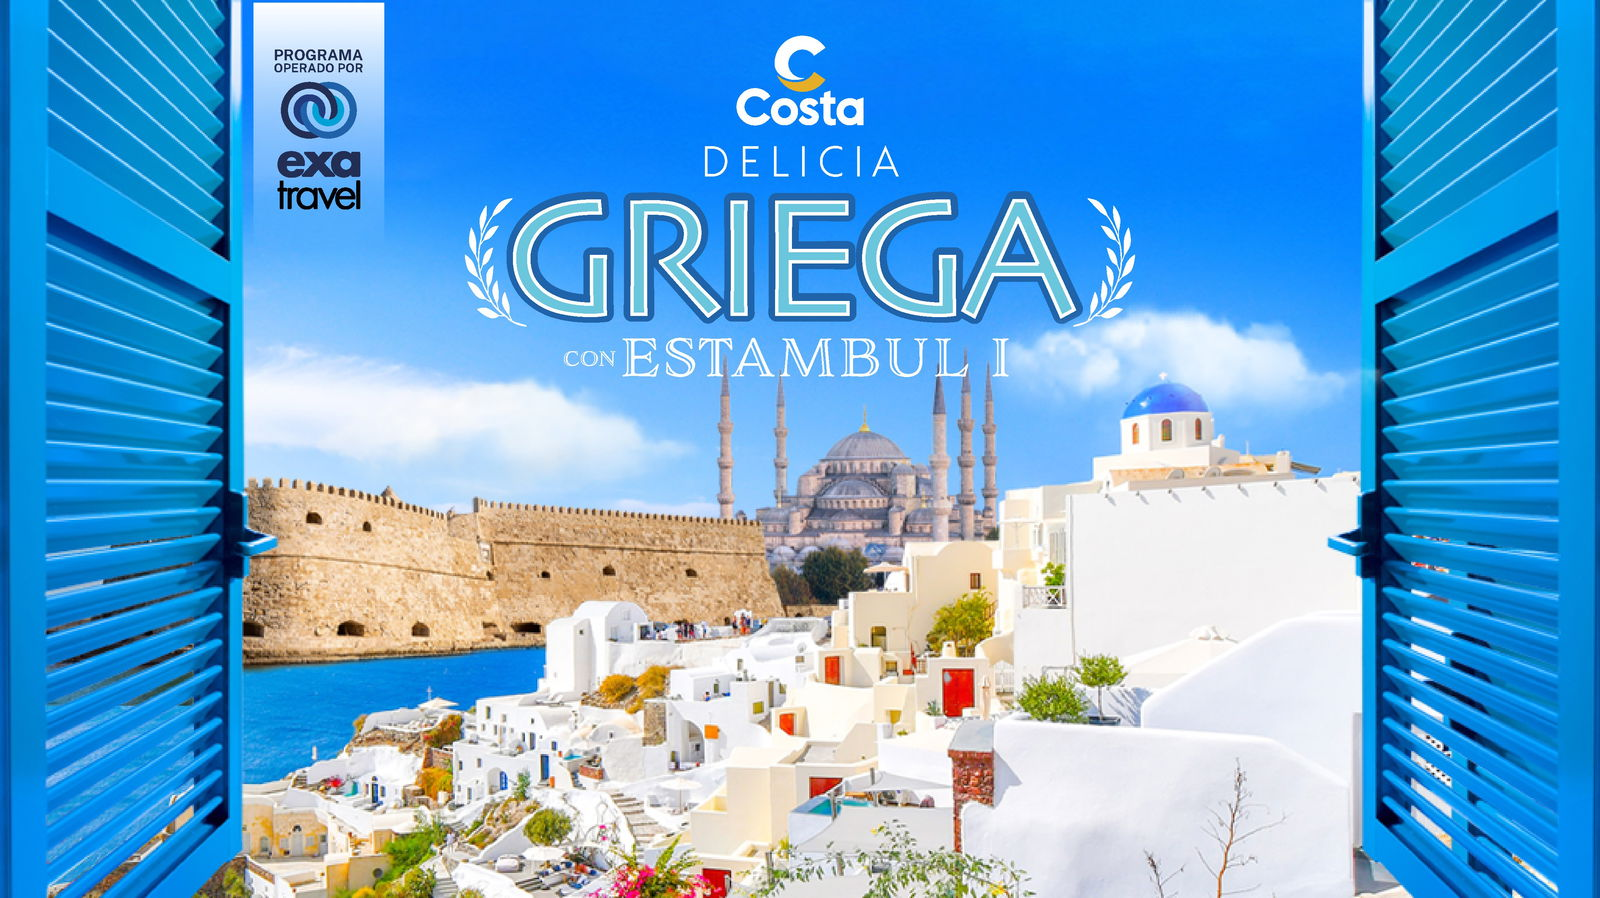 PROGRAMA
OPERADO POR
exa
travel
Costa
DELICIA
GRIEGA
CON ESTAMBUL I